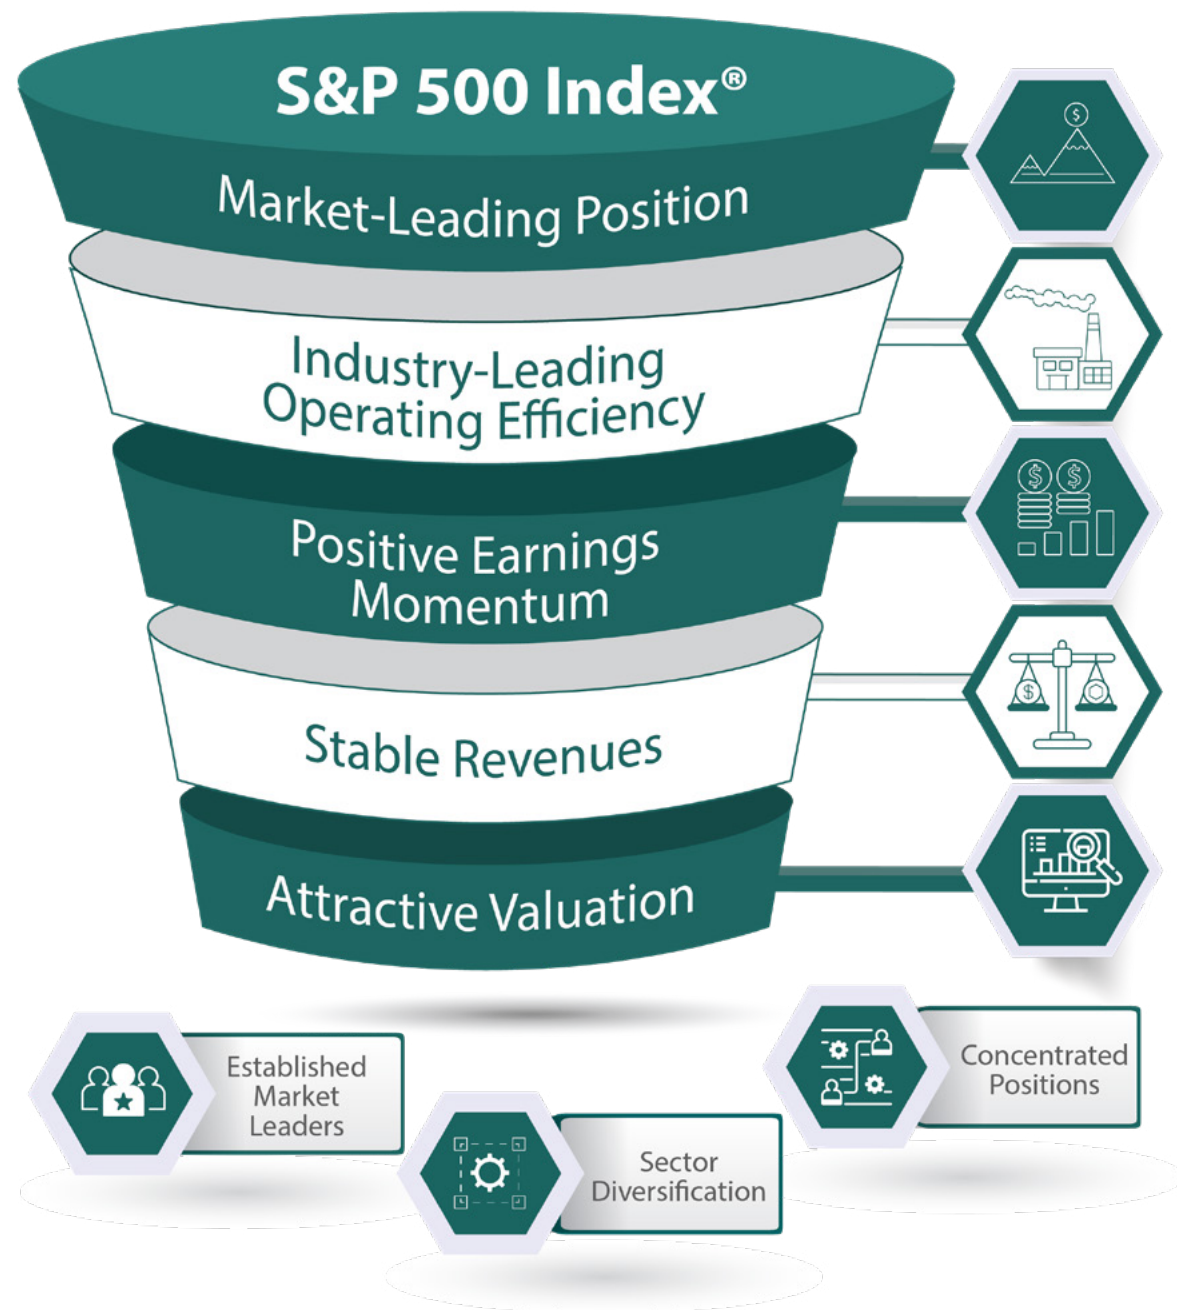 S&P 500 Index®
Market-Leading Position
Industry-Leading
Operating Efficiency
Positive Earnings
Momentum
Stable Revenues
Attractive Valuation
Established
Market
Leaders
Sector
Diversification
Concentrated
Positions